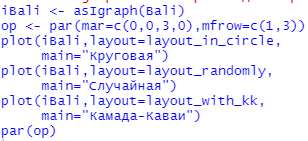 iBali <- asIgraph(Bali)
op <- par(mar=c(0,0,3,0),mfrow=c(1,3))
plot(iBali,layout=layout_in_circle,
main="Круговая")
plot(iBali,layout=layout_randomly,
main="Случайная")
plot(iBali,layout=layout_with_kk,
main="Камада-Каваи")
par(op)